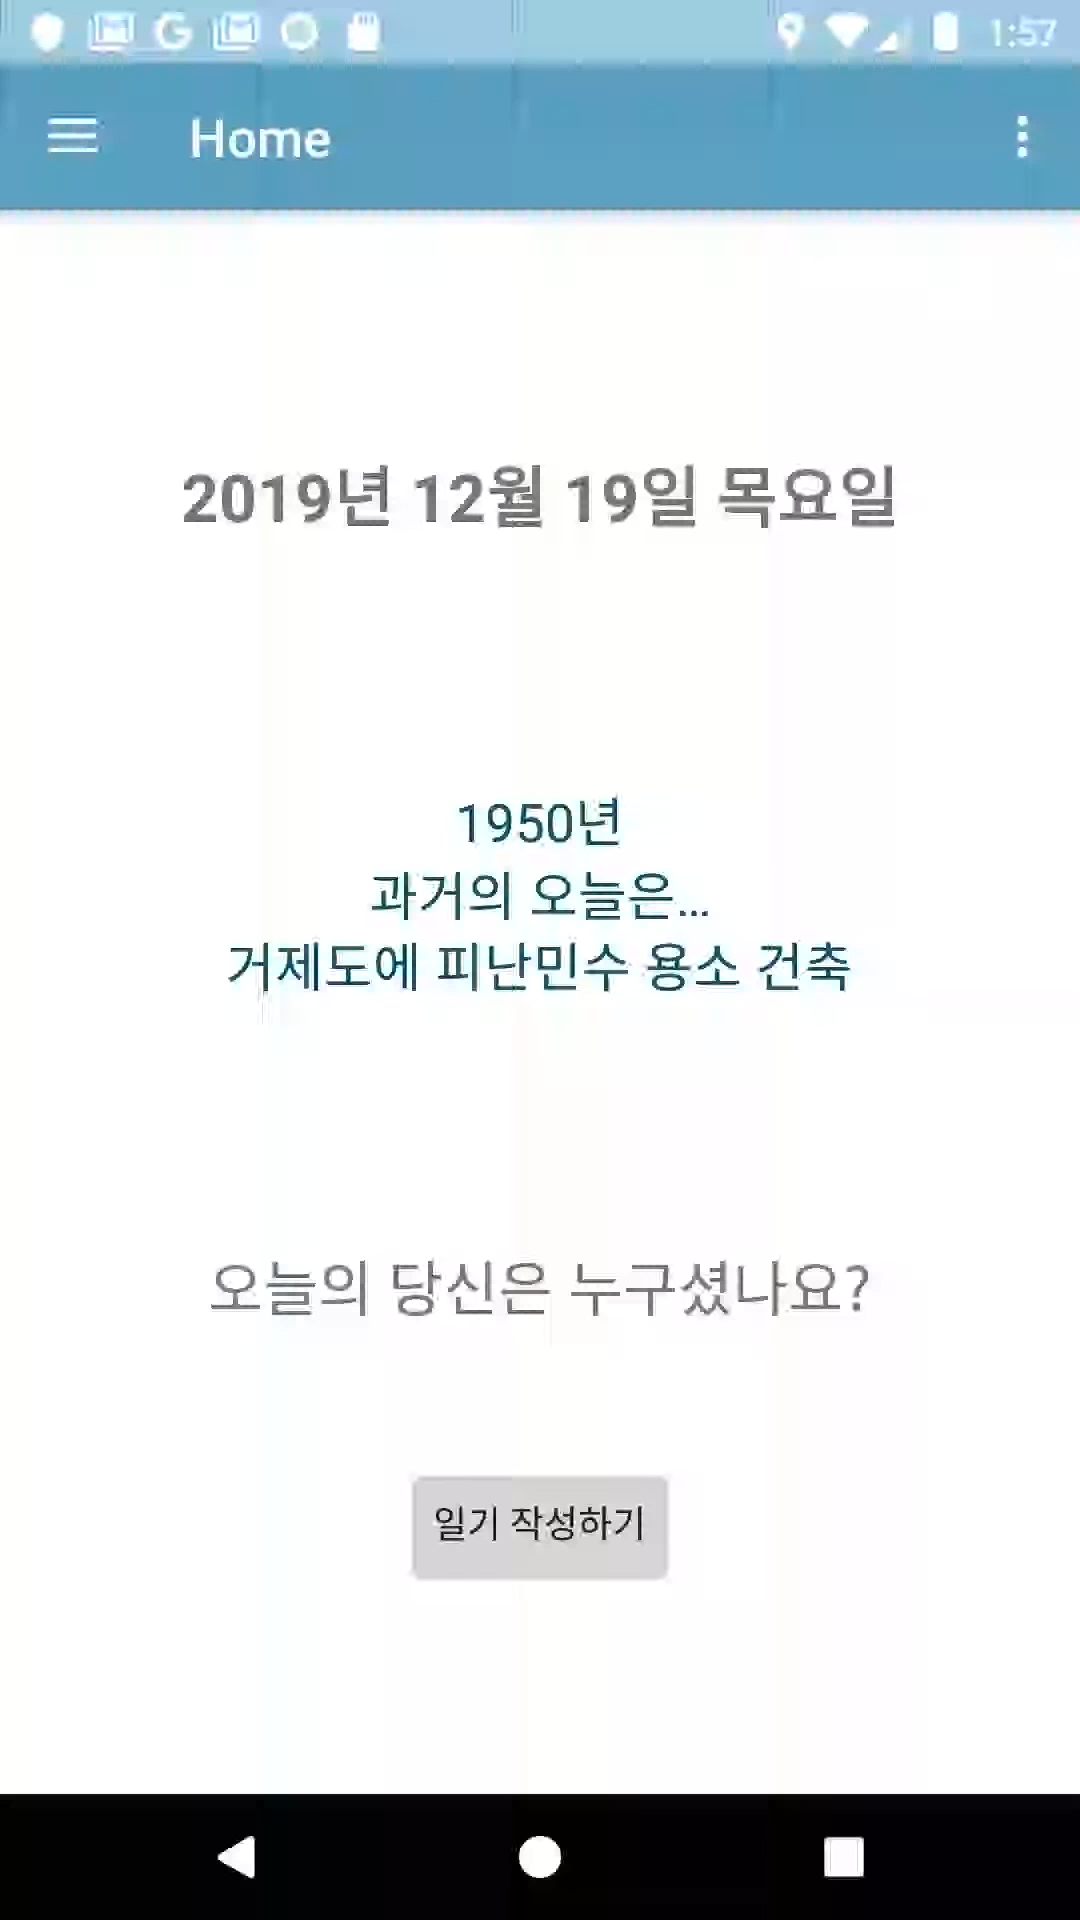 1:57
Home
2019년 12월 19일 목요일
1950년
과거의 오늘은...
거제도에 피난민수 용소 건축
오늘의 당신은 누구셨나요?
일기 작성하기